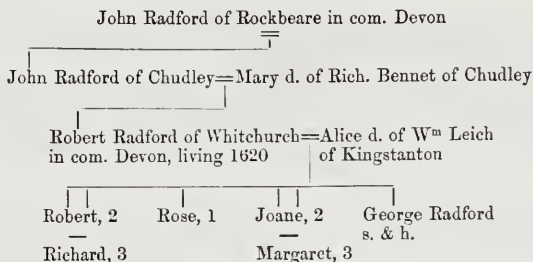 John Radford of Rockbeare in com. Devon
John Radford of Chudley=Mary d. of Rich. Bennet of Chudley
Robert Radford of Whitchurch=Alice d. of Wm Leich
in com. Devon, living 1620 of Kingstanton
Robert, 2 Rose, 1 Joane, 2 George Radford
s. & h.
Richard, 3 Margaret, 3